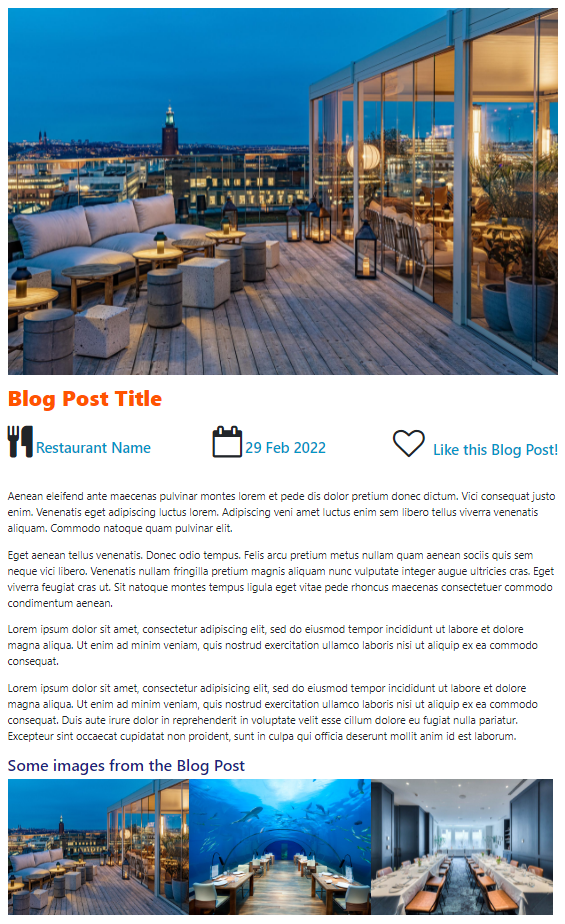 Blog Post Title
Restaurant Name
29 Feb 2022
Like this Blog Post!
Aenean eleifend ante maecenas pulvinar montes lorem et pede dis dolor pretium donec dictum. Vici consequat justo
enim. Venenatis eget adipiscing luctus lorem. Adipiscing veni amet luctus enim sem libero tellus viverra venenatis
aliquam. Commodo natoque quam pulvinar elit.
Eget aenean tellus venenatis. Donec odio tempus. Felis arcu pretium metus nullam quam aenean sociis quis sem
neque vici libero. Venenatis nullam fringilla pretium magnis aliquam nunc vulputate integer augue ultricies cras. Eget
viverra feugiat cras ut. Sit natoque montes tempus ligula eget vitae pede rhoncus maecenas consectetuer commodo
condimentum aenean.
Lorem ipsum dolor sit amet, consectetur adipiscing elit, sed do eiusmod tempor incididunt ut labore et dolore
magna aliqua. Ut enim ad minim veniam, quis nostrud exercitation ullamco laboris nisi ut aliquip ex ea commodo
consequat.
Lorem ipsum dolor sit amet, consectetur adipisicing elit, sed do eiusmod tempor incididunt ut labore et dolore
magna aliqua. Ut enim ad minim veniam, quis nostrud exercitation ullamco laboris nisi ut aliquip ex ea commodo
consequat. Duis aute irure dolor in reprehenderit in voluptate velit esse cillum dolore eu fugiat nulla pariatur.
Excepteur sint occaecat cupidatat non proident, sunt in culpa qui officia deserunt mollit anim id est laborum.
Some images from the Blog Post